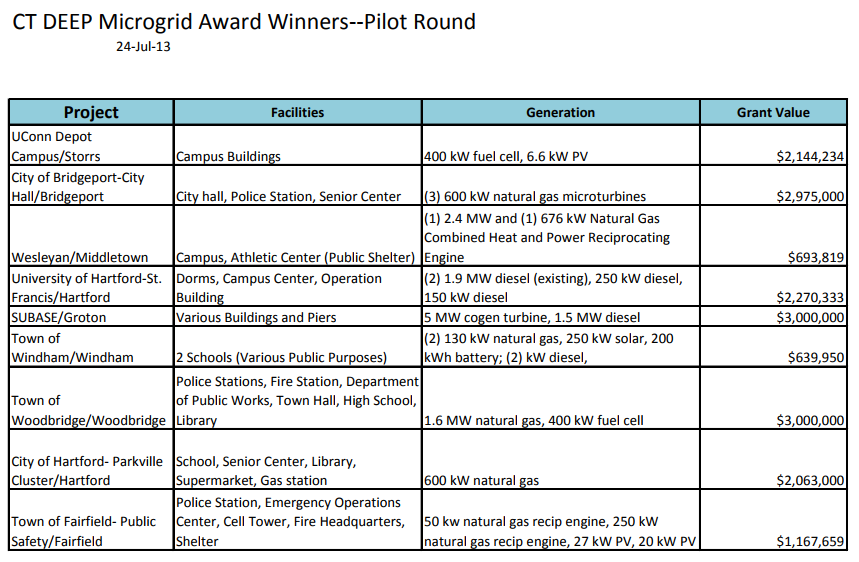 CT DEEP Microgrid Award Winners--Pilot Round
24-Jul-13
Project Facilities Generation Grant Value
UConn Depot
Campus/Storrs Campus Buildings 400 kW fuel cell, 6.6 kW PV $2,144,234
City of Bridgeport-City
Hall/Bridgeport City hall, Police Station, Senior Center (3) 600 kW natural gas microturbines $2,975,000
(1) 2.4 MW and (1) 676 kW Natural Gas
Combined Heat and Power Reciprocating
Wesleyan/Middletown Campus, Athletic Center (Public Shelter) Engine $693,819
University of Hartford-St. Dorms, Campus Center, Operation (2) 1.9 MW diesel (existing), 250 kW diesel,
Francis/Hartford Building 150 kW diesel $2,270,333
SUBASE/Groton Various Buildings and Piers 5 MW cogen turbine, 1.5 MW diesel $3,000,000
Town of (2) 130 kW natural gas, 250 kW solar, 200
Windham/Windham 2 Schools (Various Public Purposes) kWh battery; (2) kW diesel, $639,950
Police Stations, Fire Station, Department
Town of of Public Works, Town Hall, High School,
Woodbridge/Woodbridge Library 1.6 MW natural gas, 400 kW fuel cell $3,000,000
City of Hartford- Parkville School, Senior Center, Library,
Cluster/Hartford Supermarket, Gas station 600 kW natural gas $2,063,000
Police Station, Emergency Operations
Town of Fairfield- Public Center, Cell Tower, Fire Headquarters, 50 kw natural gas recip engine, 250 kW
Safety/Fairfield Shelter natural gas recip engine, 27 kW PV, 20 kW PV $1,167,659